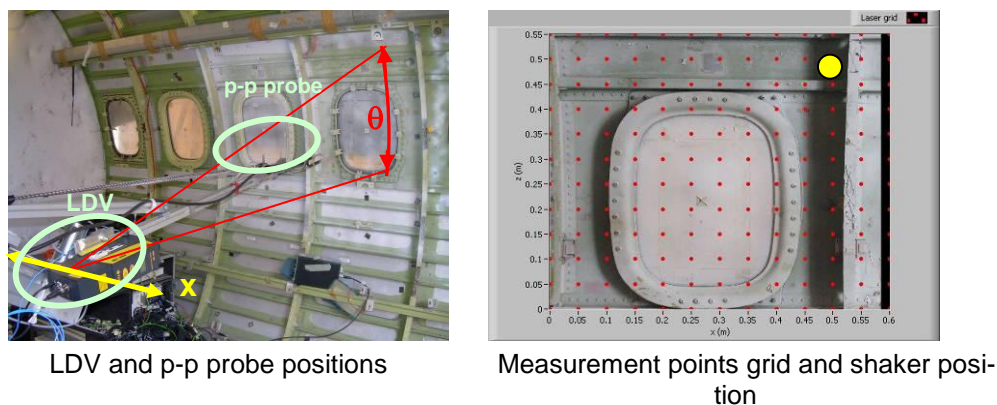 p-p probe
θ
LDV
X
LDV and p-p probe positions
Laser grid
0.55
0.5
0.45
0.4
0.35
0.3
0.25
0.2
0.15
0.1
0.05
0
z (m)
0 0.05 0.1 0.15 0.2 0.25 0.3 0.35 0.4 0.45 0.5 0.55 0.6
x (m)
Measurement points grid and shaker posi-
tion